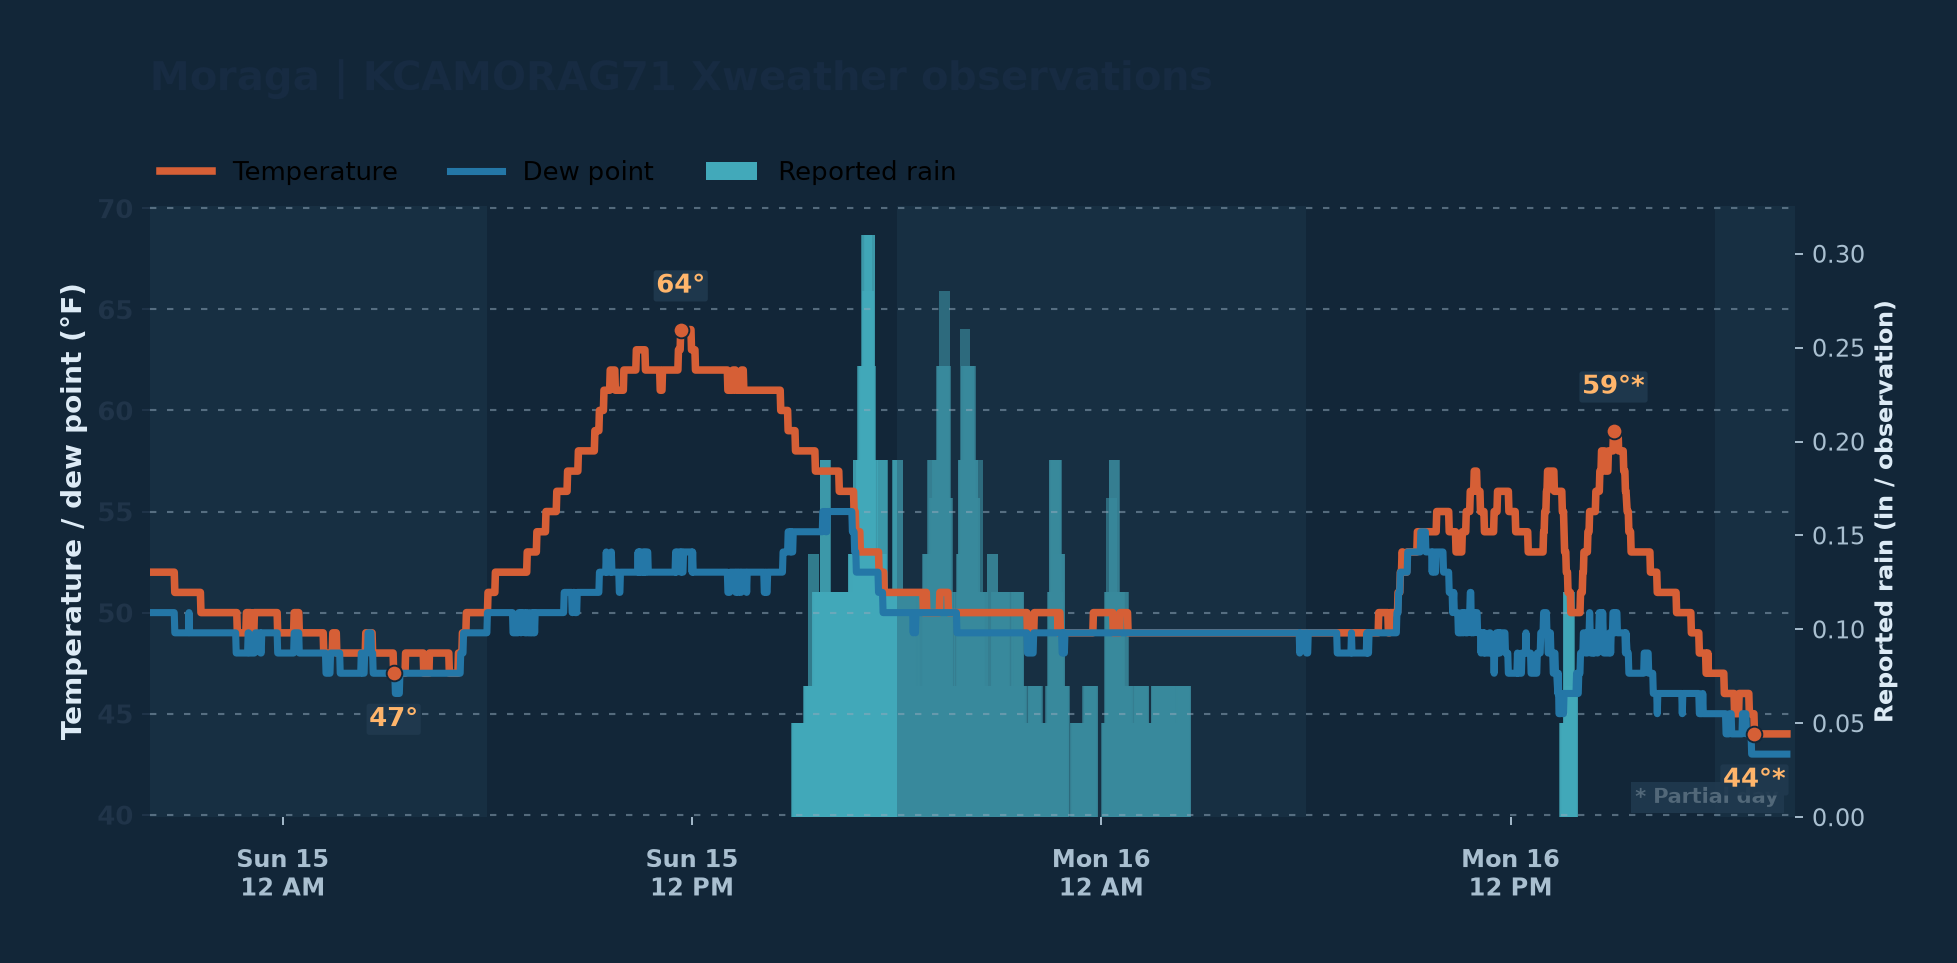 Moraga | KCAMORAG71 Xweather observations
Temperature
Dew point
Reported rain
Temperature / dew point (°F)
70
65
60
55
50
45
40
64°
47°
59°*
44°*
* Partial day
0.30
0.25
0.20
0.15
0.10
0.05
0.00
Reported rain (in / observation)
Sun 15
12 AM
Sun 15
12 PM
Mon 16
12 AM
Mon 16
12 PM